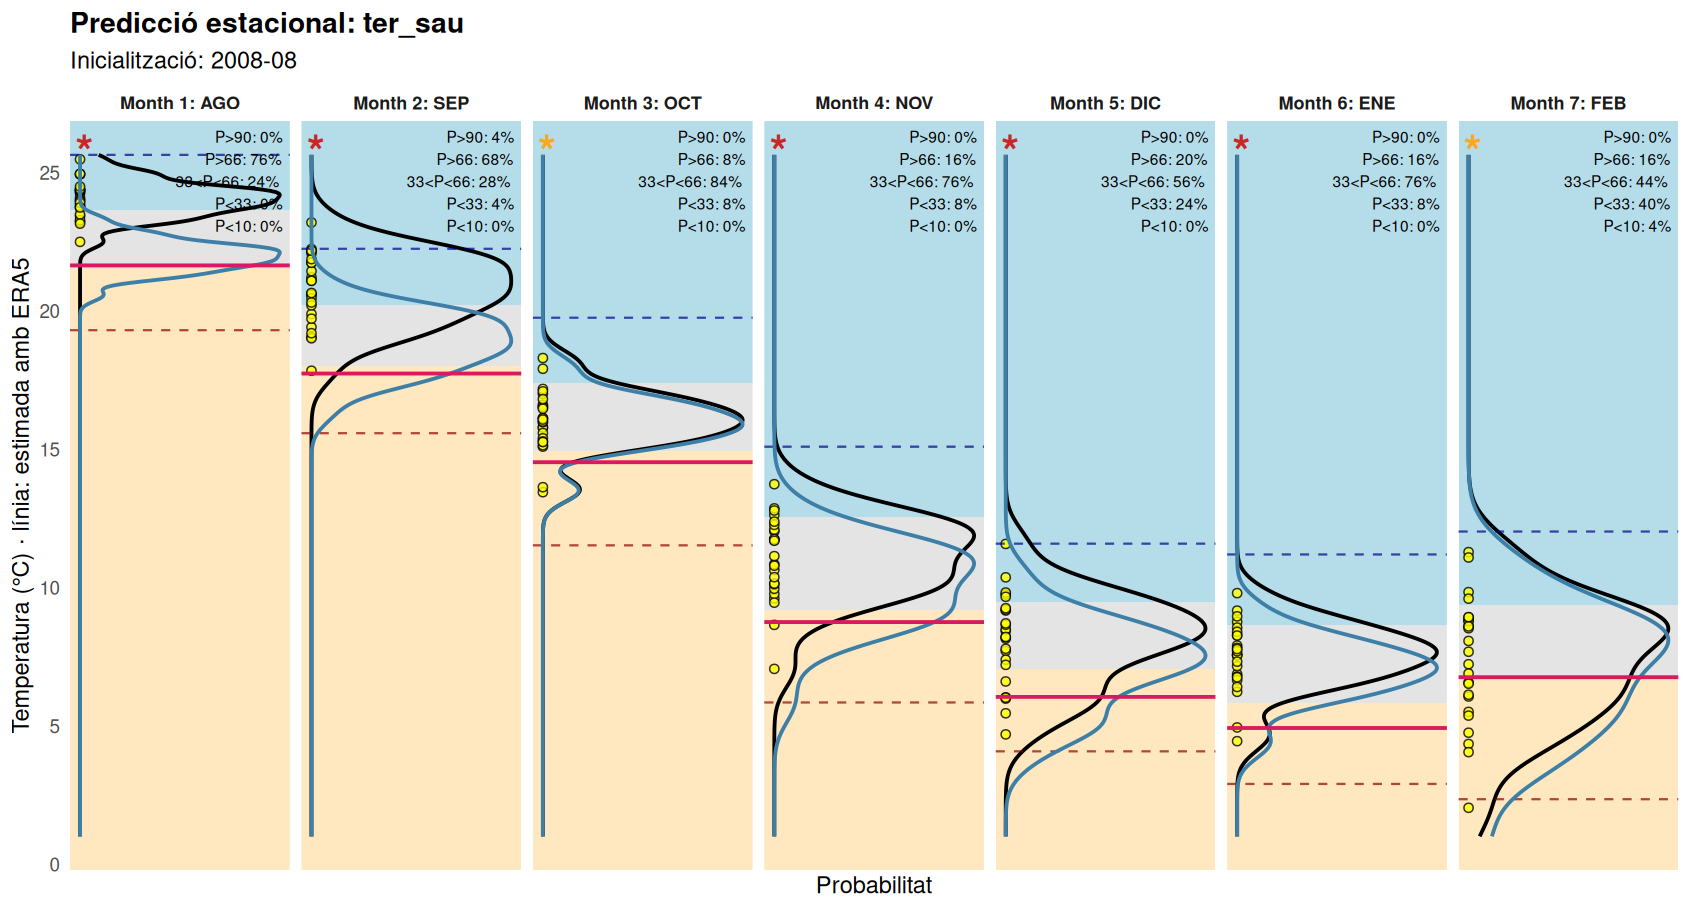 Predicció estacional: ter_sau
Inicialització: 2008-08
Month 1: AGO
Month 2: SEP
Month 3: OCT
Month 4: NOV
Month 5: DIC
Month 6: ENE
Month 7: FEB
P>90: 0%
P>66: 76%
33<P<66: 24%
P<33: 0%
P<10: 0%
P>90: 4%
P>66: 68%
33<P<66: 28%
P<33: 4%
P<10: 0%
P>90: 0%
P>66: 8%
33<P<66: 84%
P<33: 8%
P<10: 0%
P>90: 0%
P>66: 16%
33<P<66: 76%
P<33: 8%
P<10: 0%
P>90: 0%
P>66: 20%
33<P<66: 56%
P<33: 24%
P<10: 0%
P>90: 0%
P>66: 16%
33<P<66: 76%
P<33: 8%
P<10: 0%
P>90: 0%
P>66: 16%
33<P<66: 44%
P<33: 40%
P<10: 4%
25
20
15
10
5
0
Temperatura (°C) · línia: estimada amb ERA5
Probabilitat